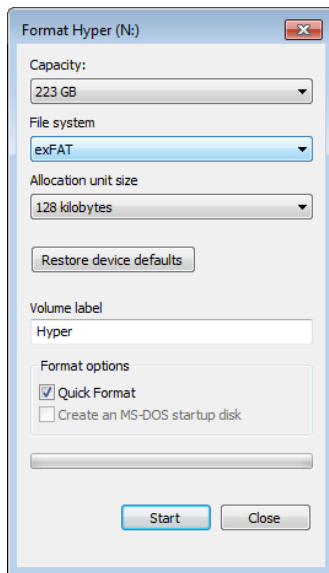 Format Hyper (N:)
Capacity:
223 GB
File system
exFAT
Allocation unit size
128 kilobytes
Restore device defaults
Volume label
Hyper
Format options
Quick Format
Create an MS-DOS startup disk
Start
Close